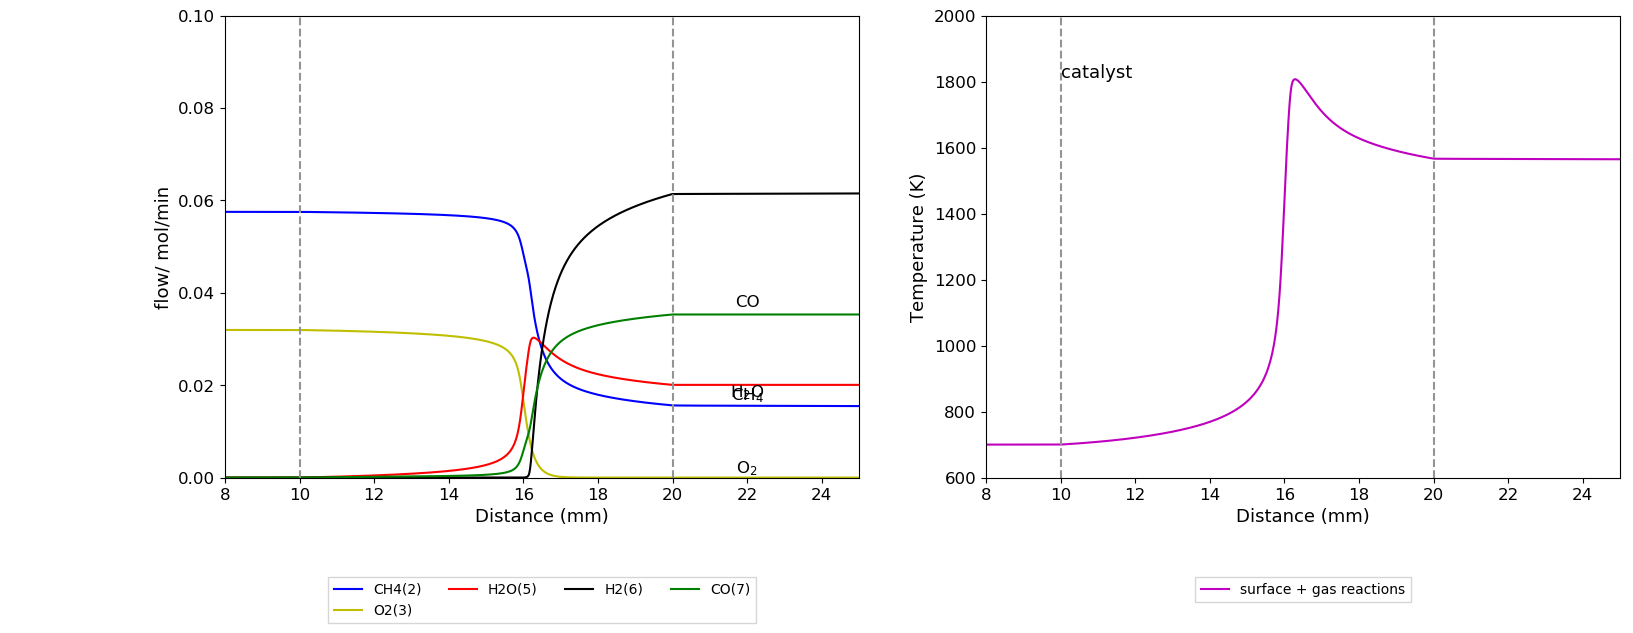 flow/ mol/min
0.10
0.08
0.06
0.04
0.02
0.00
CO
H₂O
CH₄
O₂
8 10 12 14 16 18 20 22 24
Distance (mm)
CH4(2) H2O(5) H2(6) CO(7)
O2(3)
Temperature (K)
2000
1800
1600
1400
1200
1000
800
600
catalyst
8 10 12 14 16 18 20 22 24
Distance (mm)
surface + gas reactions